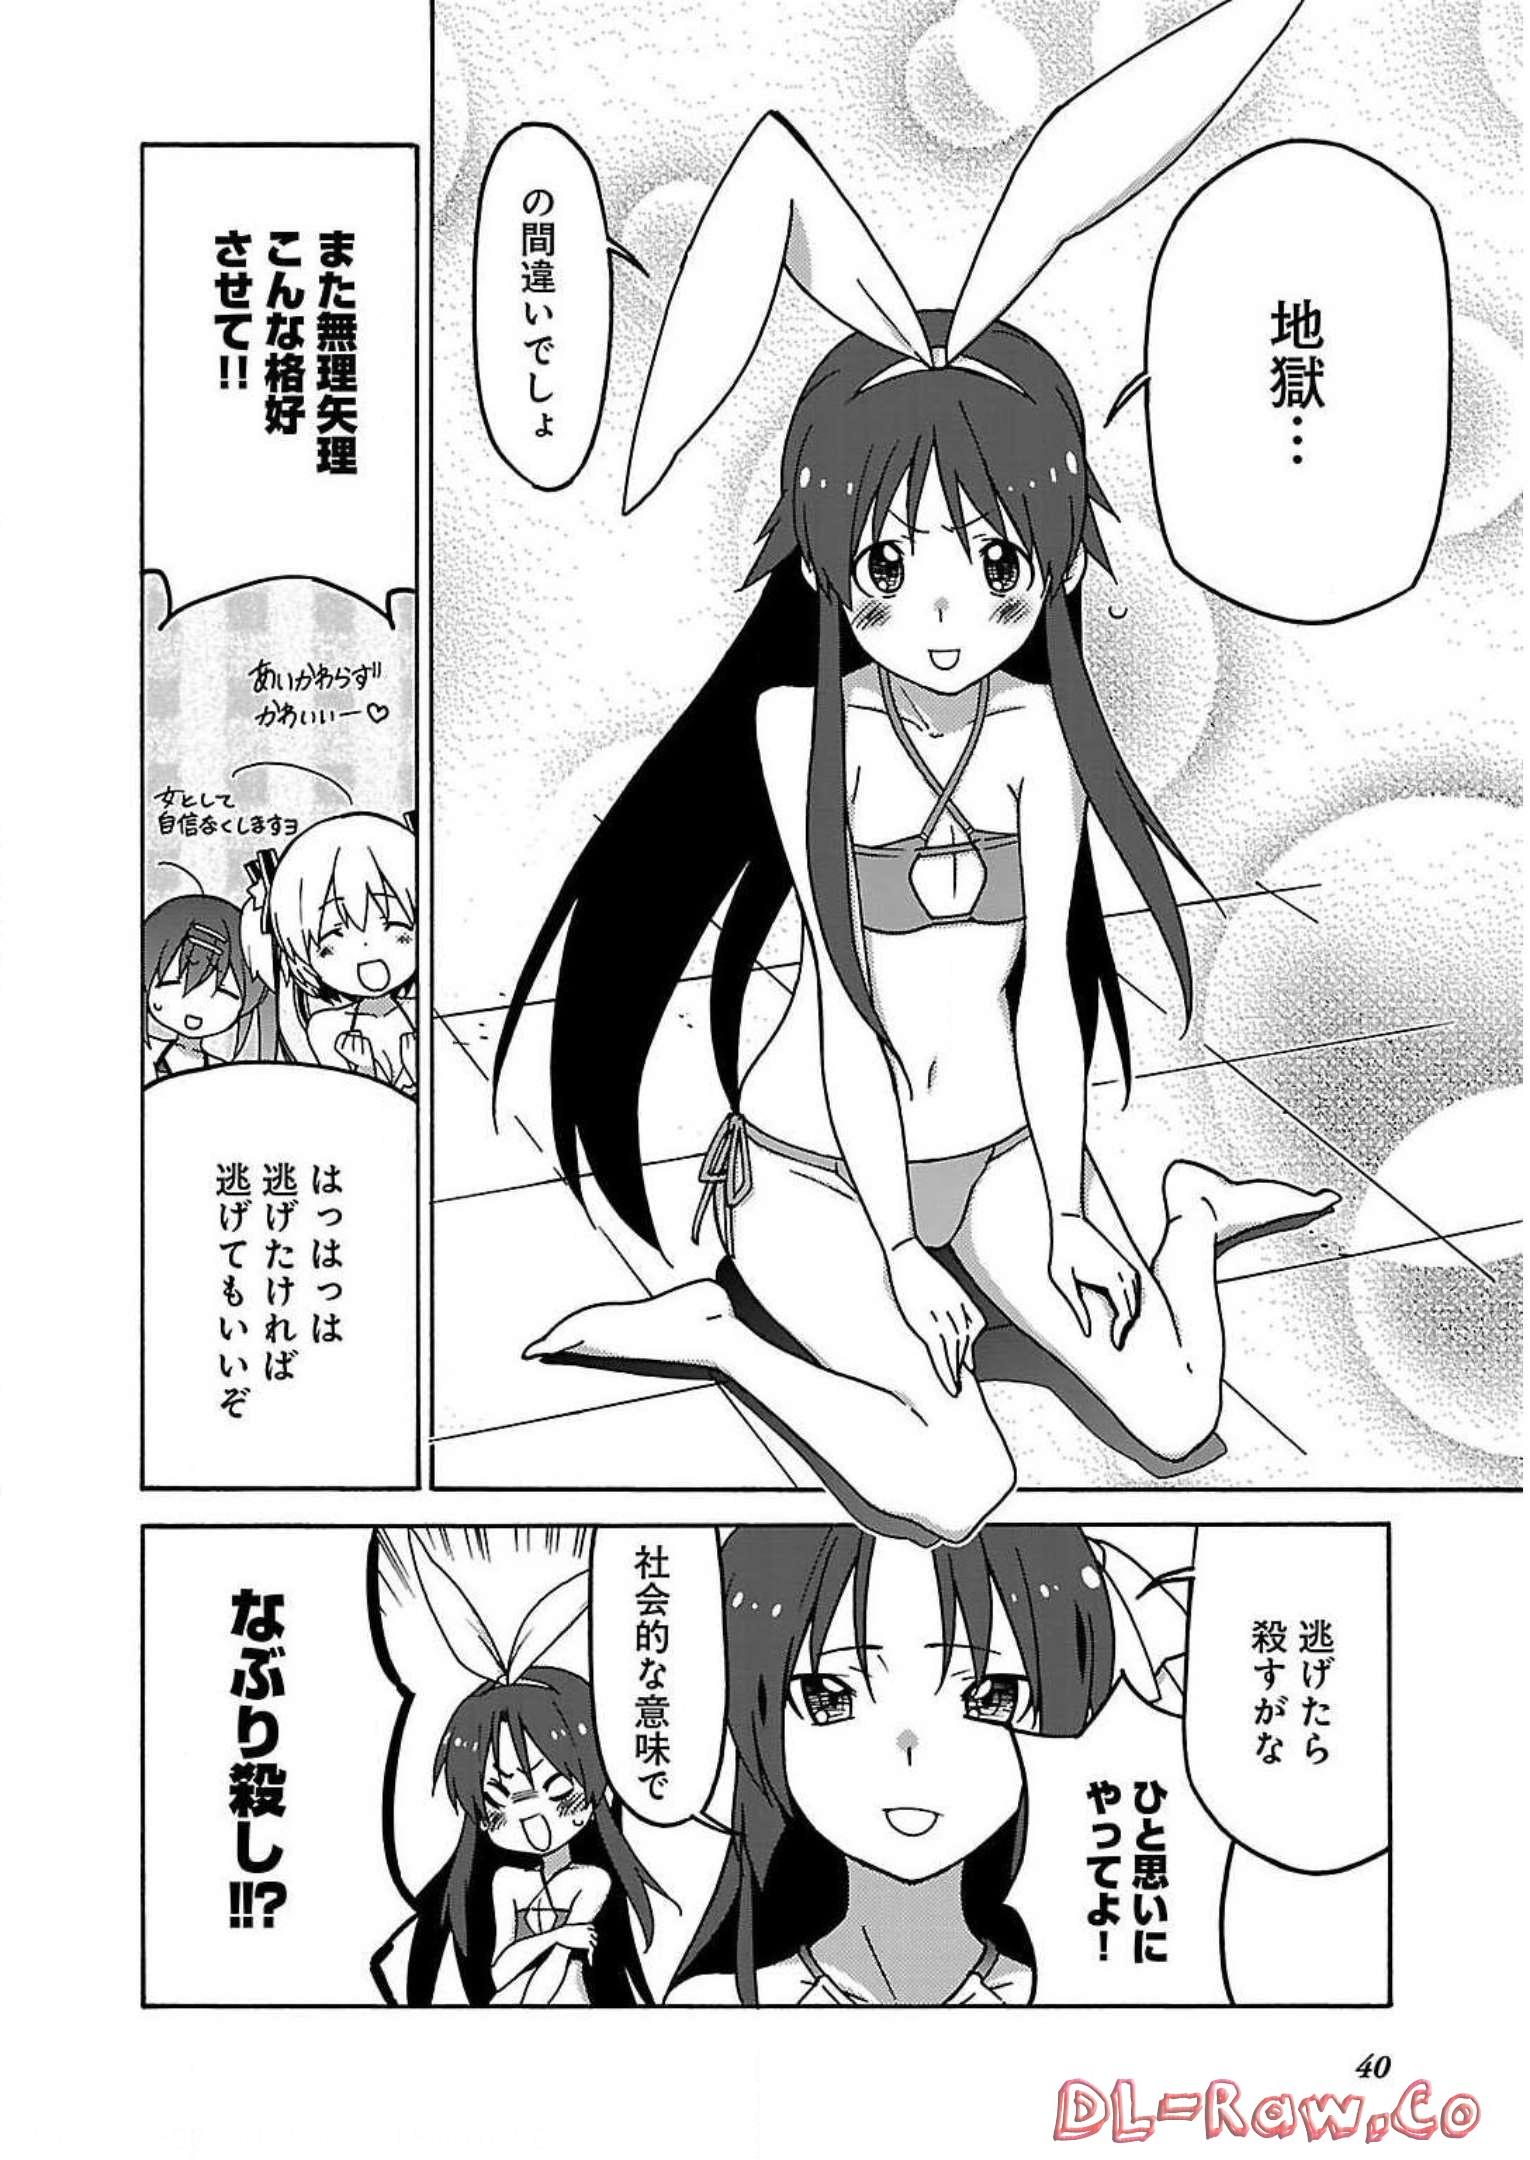 地獄…
の間違いでしょ
また無理矢理
こんな格好
させて!!
あいかわらず
かわいいー♡
女として
自信なくしますヨ
はっはっは
逃げたければ
逃げてもいいぞ
逃げたら
殺すがな
ひと思いに
やってよ!
社会的な意味で
なぶり殺し!!?
40
DL-Raw.Co